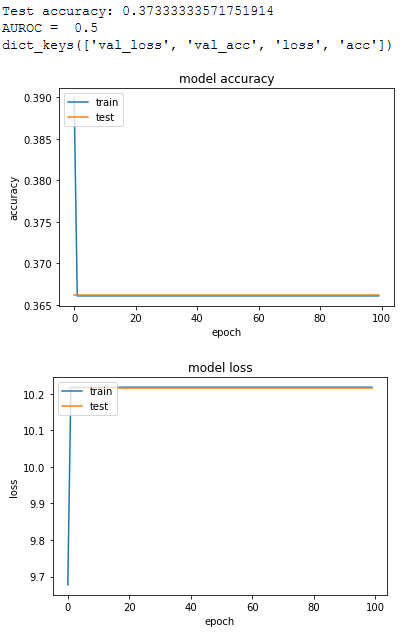 Test accuracy: 0.37333333571751914
AUROC = 0.5
dict_keys(['val_loss', 'val_acc', 'loss', 'acc'])
model accuracy
train
test
0.390
0.385
0.380
0.375
0.370
0.365
accuracy
0 20 40 60 80 100
epoch
model loss
train
test
10.2
10.1
10.0
9.9
9.8
9.7
loss
0 20 40 60 80 100
epoch